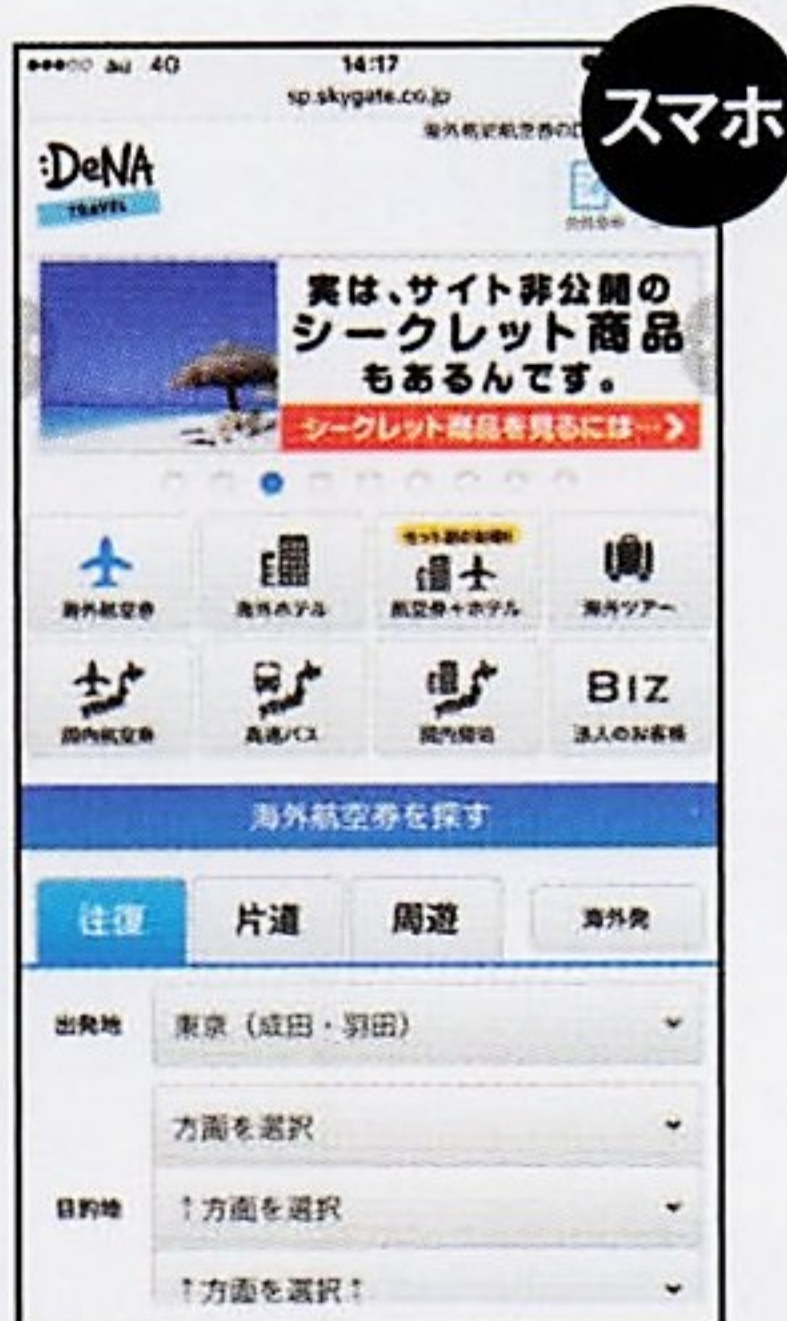 スマホ
au 4G 14:17
sp.skygate.co.jp
:DeNA
TRAVEL
実は、サイト非公開の
シークレット商品
もあるんです。
シークレット商品を見るには…>
海外航空券 海外ホテル 航空券+ホテル 海外ツアー
BIZ
国内航空券 高速バス 国内宿泊 法人のお客様
海外航空券を探す
往復 片道 周遊 海外発
出発地 東京（成田・羽田）
方面を選択
目的地 ↑方面を選択
↑方面を選択↑